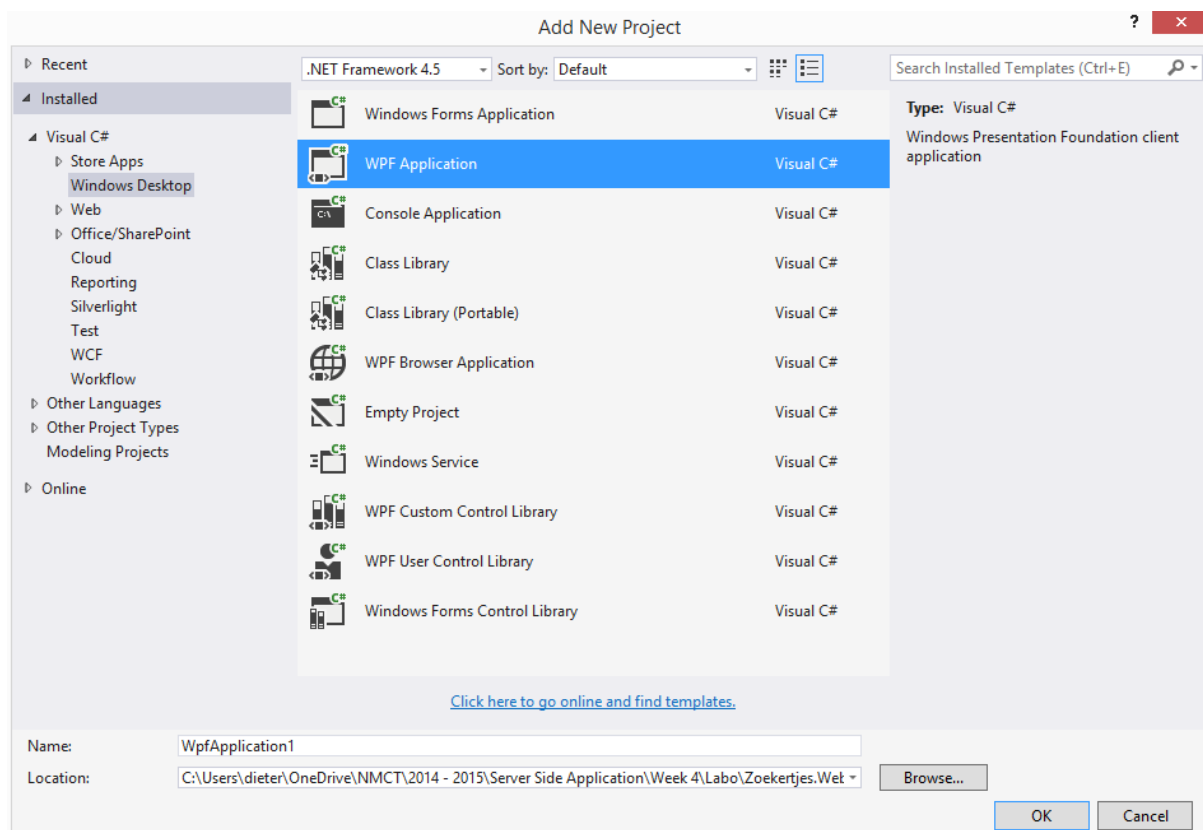 Add New Project
?
Recent
Installed
Visual C#
Store Apps
Windows Desktop
Web
Office/SharePoint
Cloud
Reporting
Silverlight
Test
WCF
Workflow
Other Languages
Other Project Types
Modeling Projects
Online
.NET Framework 4.5
Sort by: Default
Search Installed Templates (Ctrl+E)
C# Windows Forms Application Visual C#
C# WPF Application Visual C#
C# C:\ Console Application Visual C#
C# Class Library Visual C#
C# Class Library (Portable) Visual C#
C# WPF Browser Application Visual C#
C# Empty Project Visual C#
C# Windows Service Visual C#
C# WPF Custom Control Library Visual C#
C# WPF User Control Library Visual C#
C# Windows Forms Control Library Visual C#
Click here to go online and find templates.
Type: Visual C#
Windows Presentation Foundation client
application
Name: WpfApplication1
Location: C:\Users\dieter\OneDrive\NMCT\2014 - 2015\Server Side Application\Week 4\Labo\Zoekertjes.Web
Browse...
OK
Cancel